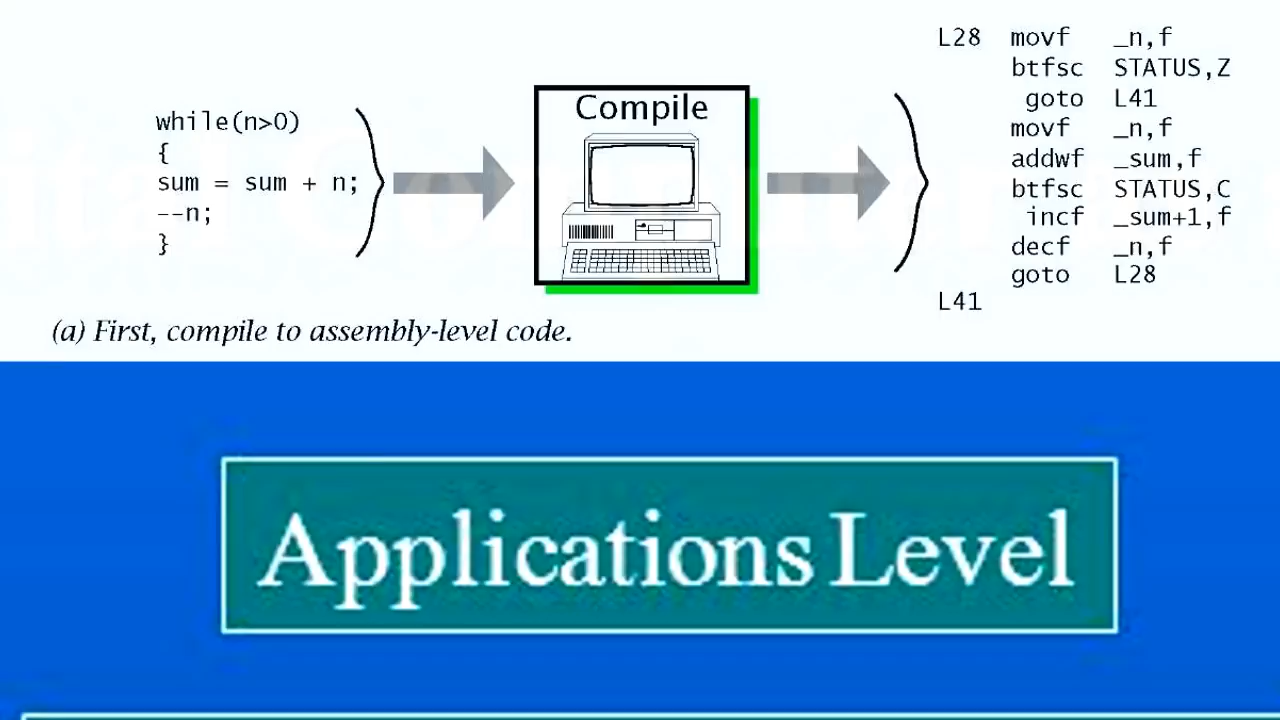 while(n>0)
{
sum = sum + n;
--n;
}
Compile
L28 movf _n,f
btfsc STATUS,Z
goto L41
movf _n,f
addwf _sum,f
btfsc STATUS,C
incf _sum+1,f
decf _n,f
goto L28
L41
(a) First, compile to assembly-level code.
Applications Level